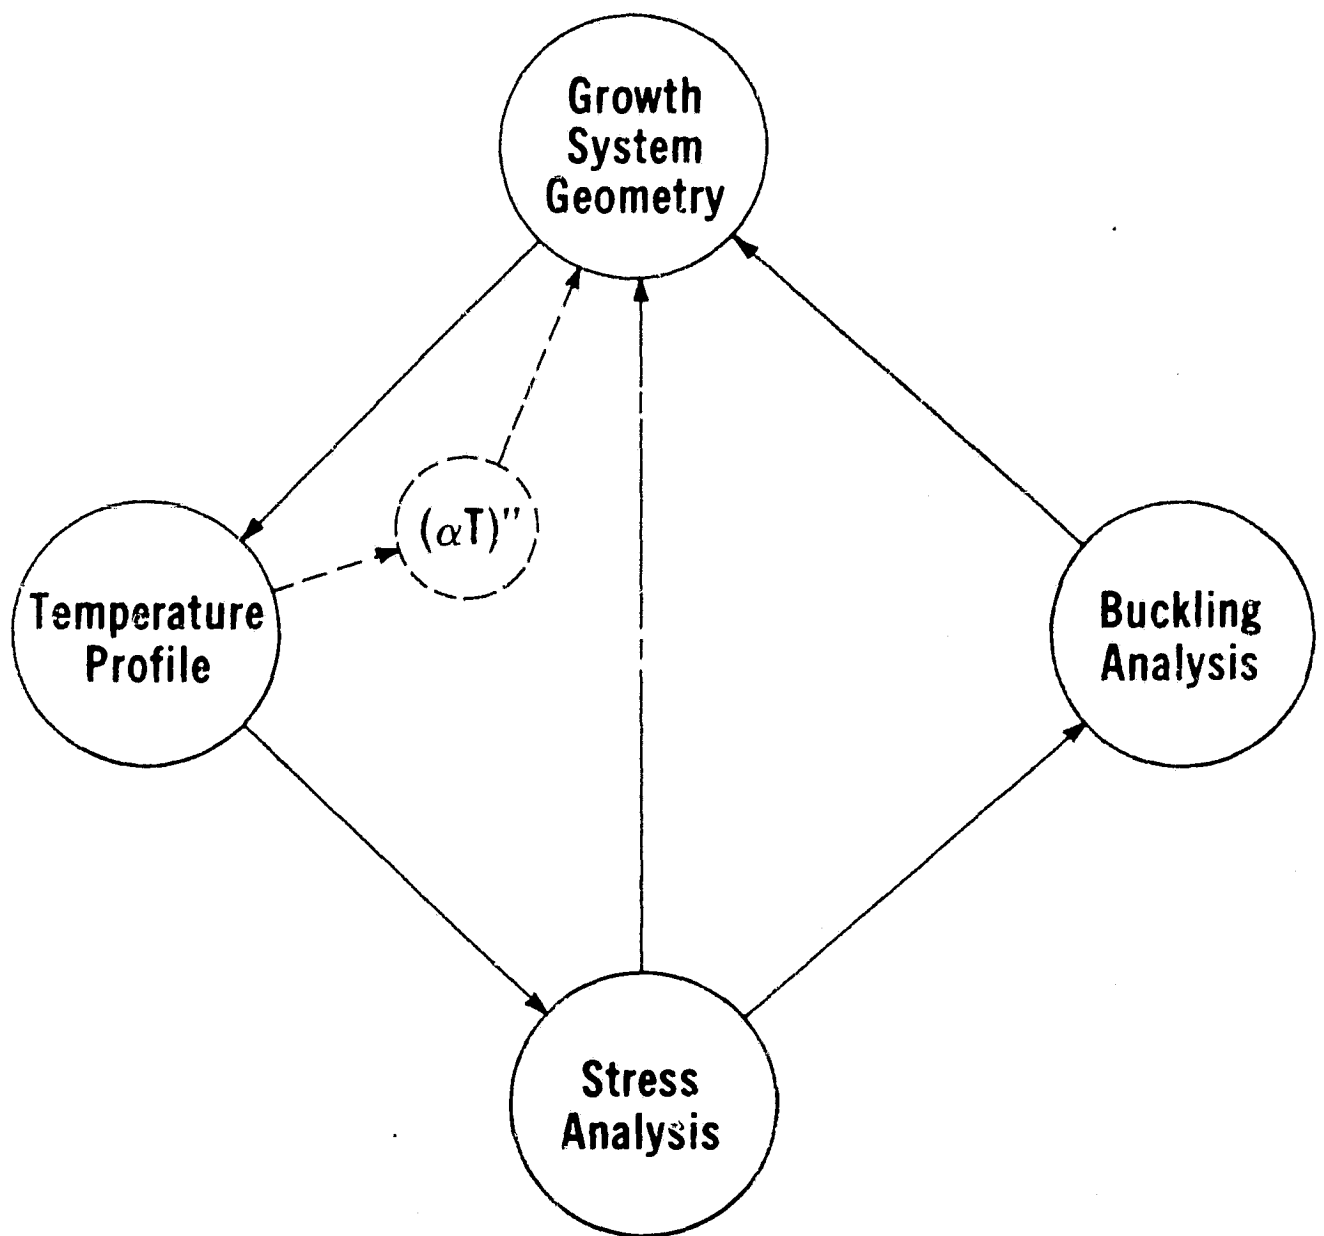 Growth
System
Geometry
(αT)''
Temperature
Profile
Buckling
Analysis
Stress
Analysis